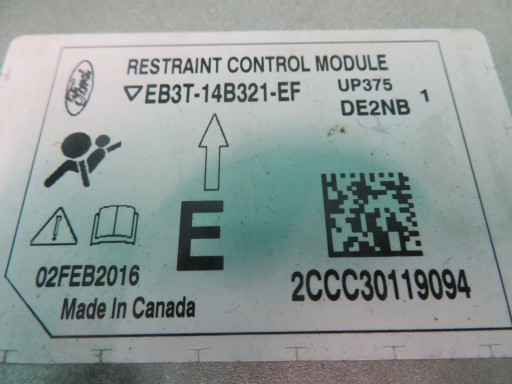 Ford
RESTRAINT CONTROL MODULE
EB3T-14B321-EF
UP375
DE2NB 1
E
02FEB2016
Made In Canada
2CCC30119094